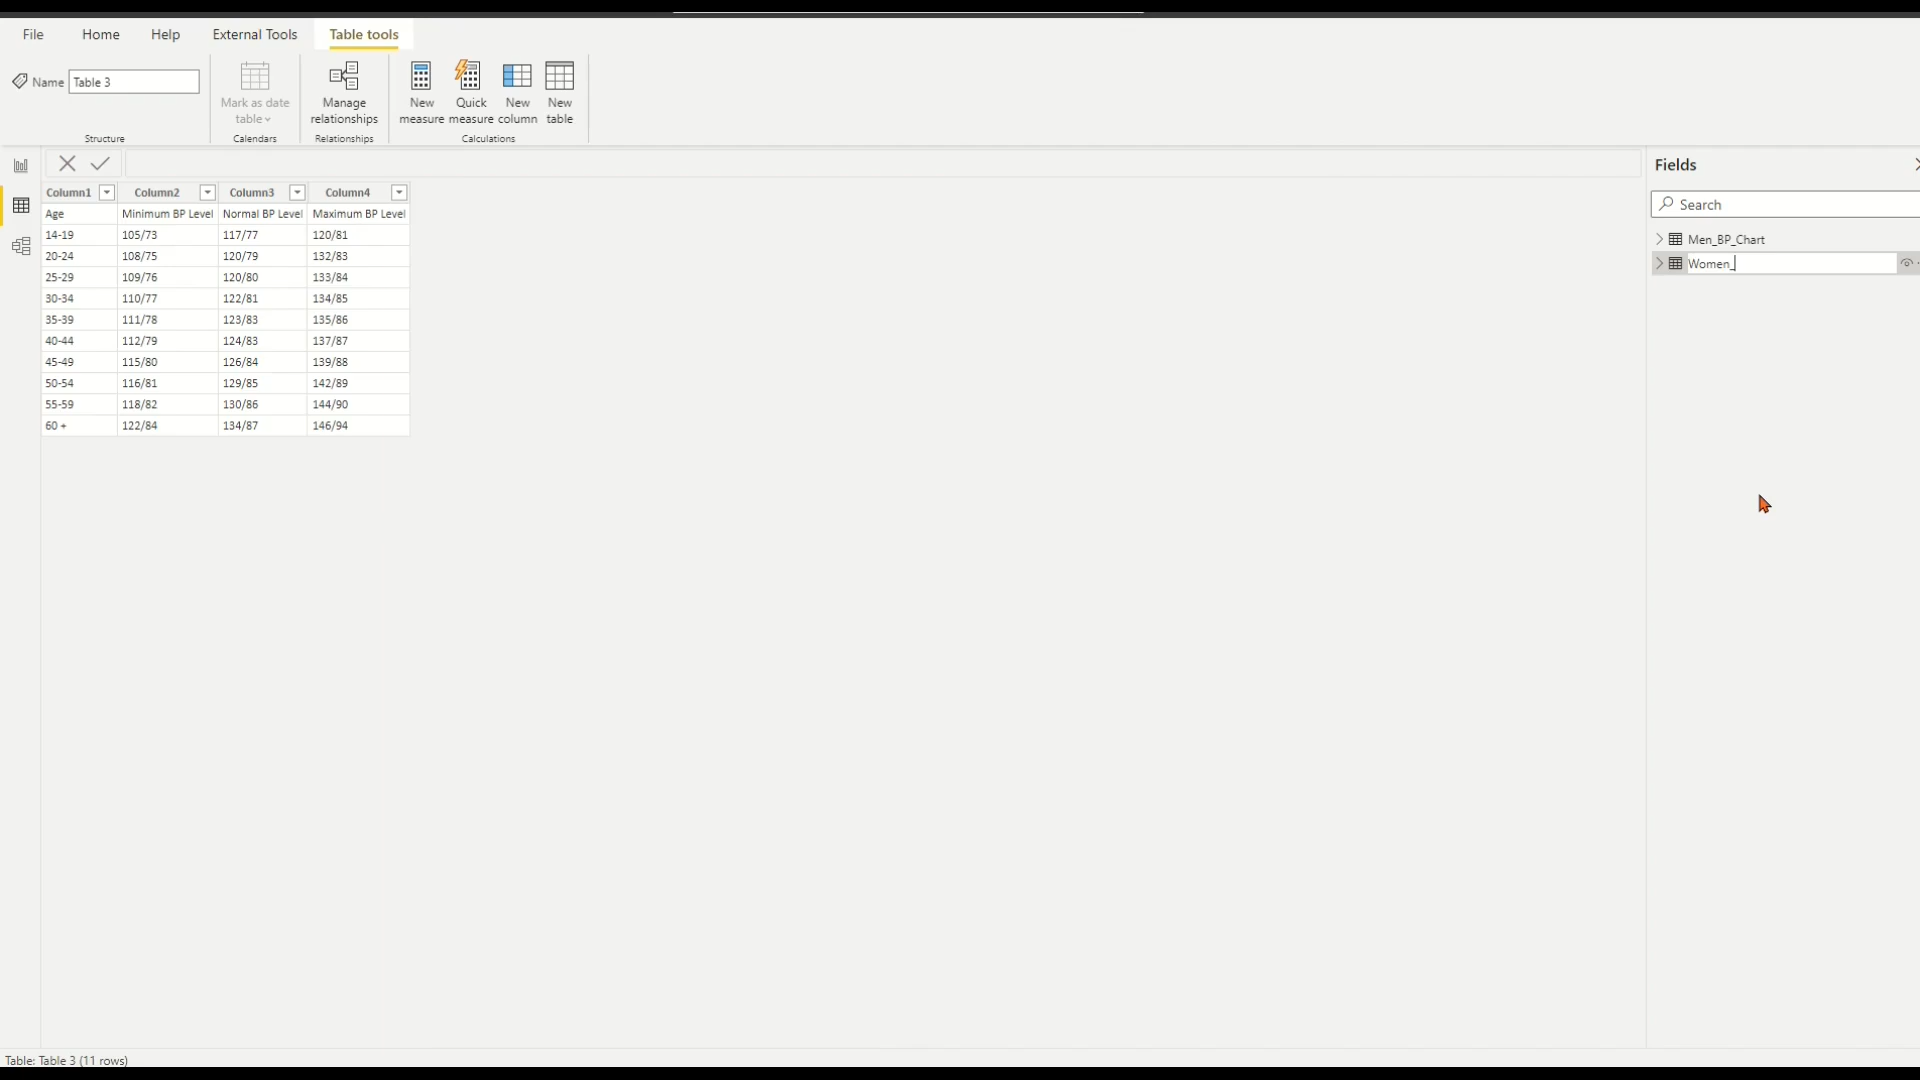 File Home Help External Tools Table tools
Name Table 3
Mark as date table
Manage relationships
New measure
Quick measure
New column
New table
Structure Calendars Relationships Calculations
Fields
Search
Men_BP_Chart
Women_
Column1 Column2 Column3 Column4
Age Minimum BP Level Normal BP Level Maximum BP Level
14-19 105/73 117/77 120/81
20-24 108/75 120/79 132/83
25-29 109/76 120/80 133/84
30-34 110/77 122/81 134/85
35-39 111/78 123/83 135/86
40-44 112/79 124/83 137/87
45-49 115/80 126/84 139/88
50-54 116/81 129/85 142/89
55-59 118/82 130/86 144/90
60 + 122/84 134/87 146/94
Table: Table 3 (11 rows)